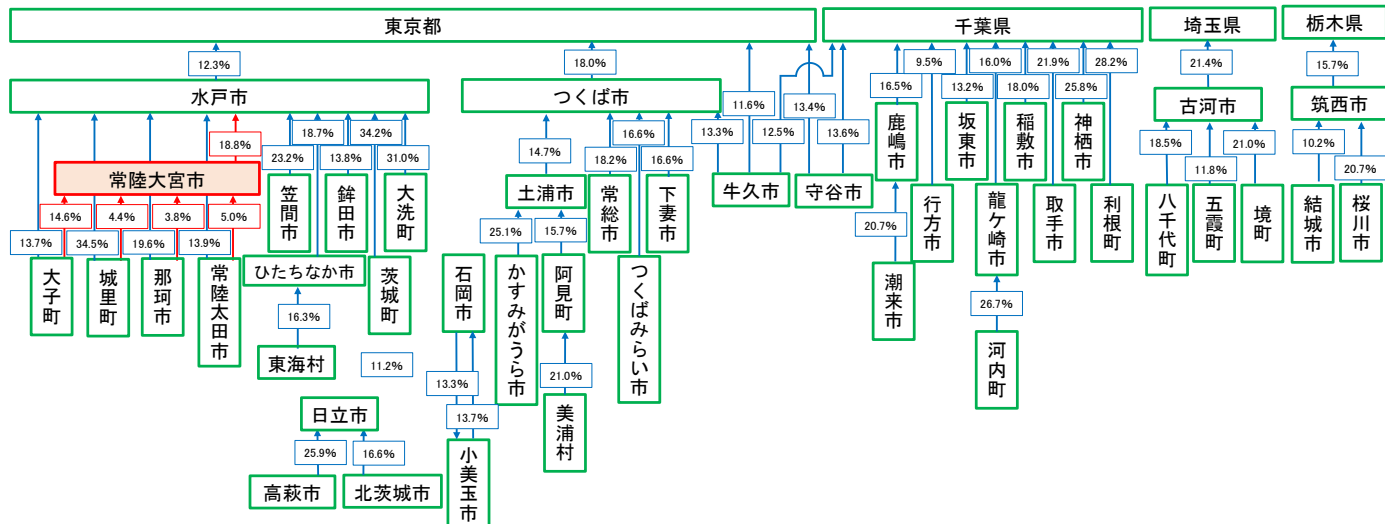 東京都
千葉県
埼玉県
栃木県
12.3%
18.0%
11.6%
13.4%
12.5%
13.6%
16.5%
9.5%
13.2%
16.0%
18.0%
21.9%
25.8%
28.2%
21.4%
15.7%
水戸市
つくば市
古河市
筑西市
18.8%
23.2%
18.7%
13.8%
34.2%
31.0%
14.7%
18.2%
16.6%
16.6%
13.3%
18.5%
11.8%
21.0%
10.2%
20.7%
常陸大宮市
笠間市
鉾田市
大洗町
土浦市
常総市
下妻市
牛久市
守谷市
鹿嶋市
坂東市
稲敷市
神栖市
14.6%
4.4%
3.8%
5.0%
13.7%
34.5%
19.6%
13.9%
25.1%
15.7%
20.7%
行方市
龍ケ崎市
取手市
利根町
八千代町
五霞町
境町
結城市
桜川市
大子町
城里町
那珂市
常陸太田市
ひたちなか市
茨城町
石岡市
かすみがうら市
阿見町
つくばみらい市
潮来市
26.7%
河内町
16.3%
東海村
11.2%
13.3%
13.7%
21.0%
美浦村
日立市
25.9%
16.6%
高萩市
北茨城市
小美玉市